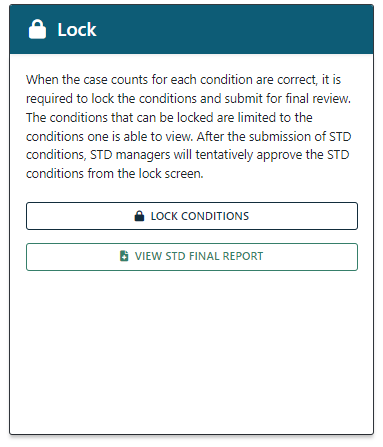 Lock
When the case counts for each condition are correct, it is
required to lock the conditions and submit for final review.
The conditions that can be locked are limited to the
conditions one is able to view. After the submission of STD
conditions, STD managers will tentatively approve the STD
conditions from the lock screen.
LOCK CONDITIONS
VIEW STD FINAL REPORT